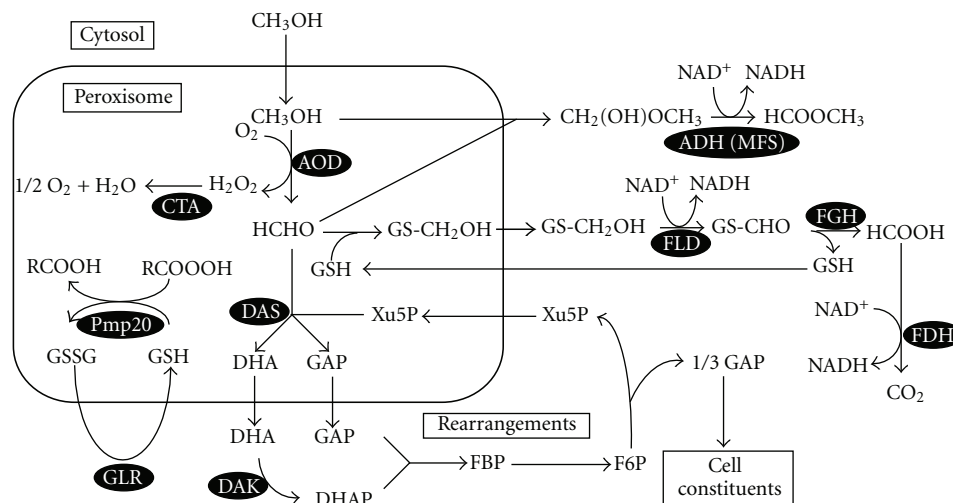 CH3OH
Cytosol
Peroxisome
CH3OH
O2
AOD
H2O2
1/2 O2 + H2O
CTA
HCHO
CH2(OH)OCH3
NAD+
NADH
HCOOCH3
ADH (MFS)
GS-CH2OH
GSH
GS-CH2OH
NAD+
NADH
FLD
GS-CHO
FGH
HCOOH
GSH
NAD+
FDH
NADH
CO2
RCOOH
RCOOOH
Pmp20
GSSG
GSH
GLR
DAS
Xu5P
Xu5P
DHA
GAP
DHA
GAP
DAK
DHAP
Rearrangements
FBP
F6P
1/3 GAP
Cell
constituents